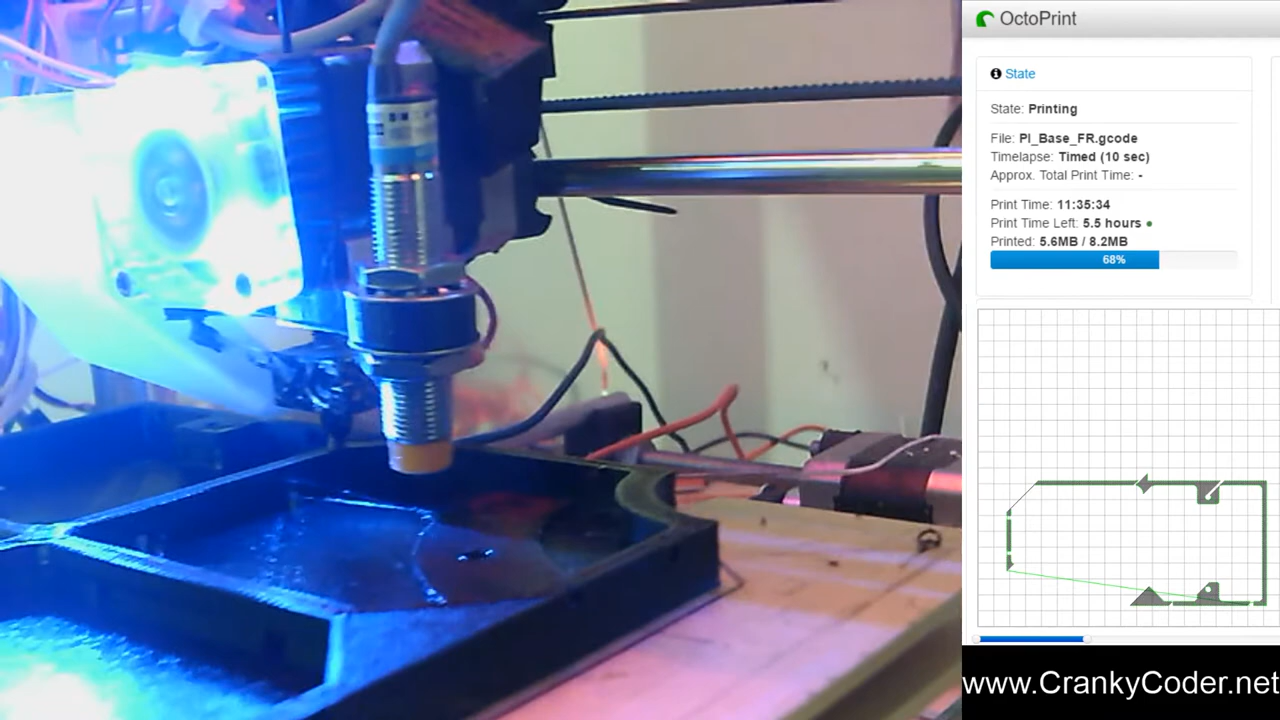 OctoPrint
State
State: Printing
File: PI_Base_FR.gcode
Timelapse: Timed (10 sec)
Approx. Total Print Time: -
Print Time: 11:35:34
Print Time Left: 5.5 hours
Printed: 5.6MB / 8.2MB
68%
www.CrankyCoder.net